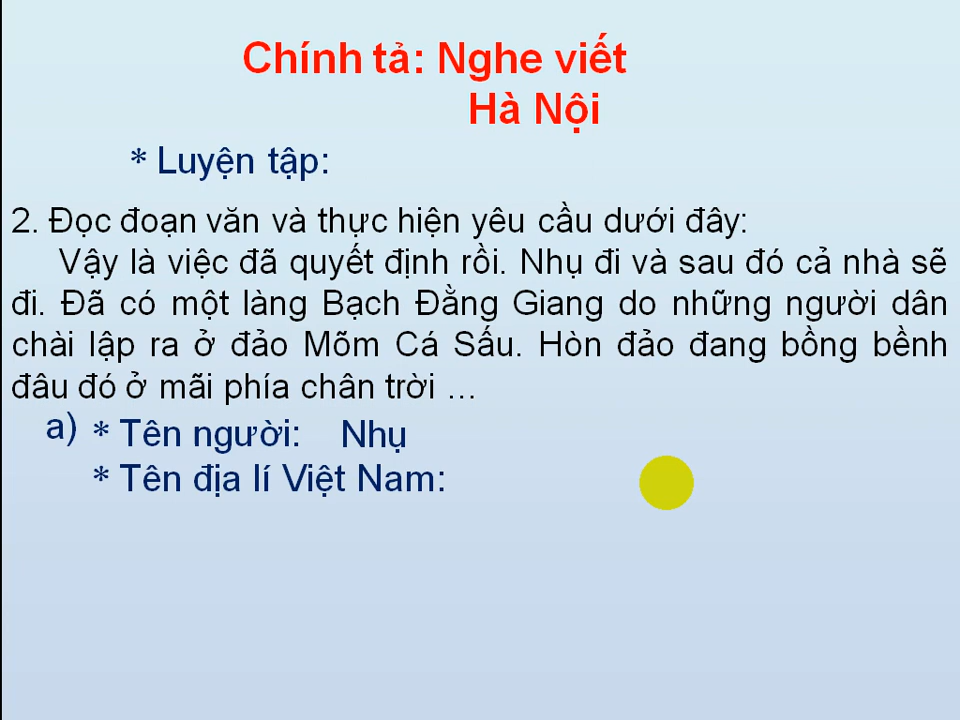 Chính tả: Nghe viết
Hà Nội
* Luyện tập:
2. Đọc đoạn văn và thực hiện yêu cầu dưới đây:
Vậy là việc đã quyết định rồi. Nhụ đi và sau đó cả nhà sẽ
đi. Đã có một làng Bạch Đằng Giang do những người dân
chài lập ra ở đảo Mõm Cá Sấu. Hòn đảo đang bồng bềnh
đâu đó ở mãi phía chân trời ...
a) * Tên người: Nhụ
* Tên địa lí Việt Nam: